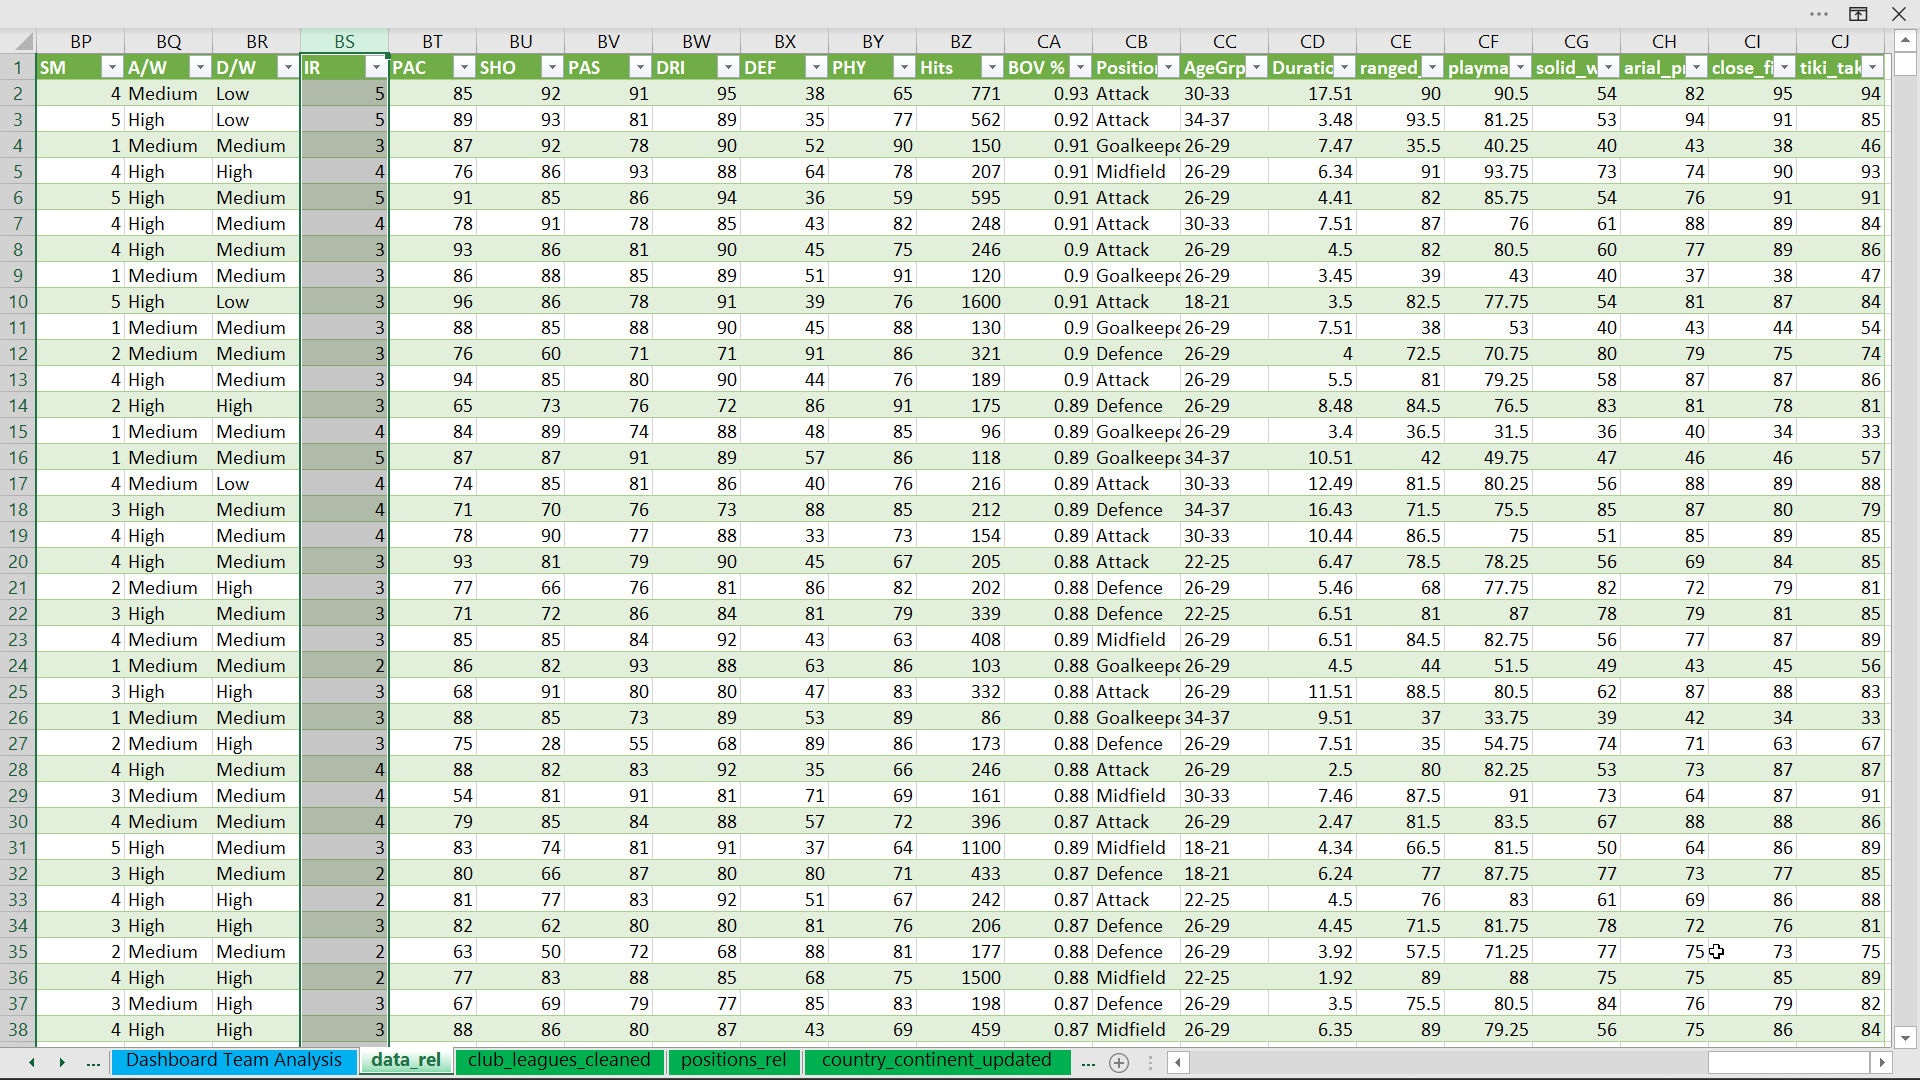 BP BQ BR BS BT BU BV BW BX BY BZ CA CB CC CD CE CF CG CH CI CJ
1 SM A/W D/W IR PAC SHO PAS DRI DEF PHY Hits BOV % Position AgeGrp Duratic ranged_ playma solid_w arial_pr close_fi tiki_tak
2 4 Medium Low 5 85 92 91 95 38 65 771 0.93 Attack 30-33 17.51 90 90.5 54 82 95 94
3 5 High Low 5 89 93 81 89 35 77 562 0.92 Attack 34-37 3.48 93.5 81.25 53 94 91 85
4 1 Medium Medium 3 87 92 78 90 52 90 150 0.91 Goalkeepe 26-29 7.47 35.5 40.25 40 43 38 46
5 4 High High 4 76 86 93 88 64 78 207 0.91 Midfield 26-29 6.34 91 93.75 73 74 90 93
6 5 High Medium 5 91 85 86 94 36 59 595 0.91 Attack 26-29 4.41 82 85.75 54 76 91 91
7 4 High Medium 4 78 91 78 85 43 82 248 0.91 Attack 30-33 7.51 87 76 61 88 89 84
8 4 High Medium 3 93 86 81 90 45 75 246 0.9 Attack 26-29 4.5 82 80.5 60 77 89 86
9 1 Medium Medium 3 86 88 85 89 51 91 120 0.9 Goalkeepe 26-29 3.45 39 43 40 37 38 47
10 5 High Low 3 96 86 78 91 39 76 1600 0.91 Attack 18-21 3.5 82.5 77.75 54 81 87 84
11 1 Medium Medium 3 88 85 88 90 45 88 130 0.9 Goalkeepe 26-29 7.51 38 53 40 43 44 54
12 2 Medium Medium 3 76 60 71 71 91 86 321 0.9 Defence 26-29 4 72.5 70.75 80 79 75 74
13 4 High Medium 3 94 85 80 90 44 76 189 0.9 Attack 26-29 5.5 81 79.25 58 87 87 86
14 2 High High 3 65 73 76 72 86 91 175 0.89 Defence 26-29 8.48 84.5 76.5 83 81 78 81
15 1 Medium Medium 4 84 89 74 88 48 85 96 0.89 Goalkeepe 26-29 3.4 36.5 31.5 36 40 34 33
16 1 Medium Medium 5 87 87 91 89 57 86 118 0.89 Goalkeepe 34-37 10.51 42 49.75 47 46 46 57
17 4 Medium Low 4 74 85 81 86 40 76 216 0.89 Attack 30-33 12.49 81.5 80.25 56 88 89 88
18 3 High Medium 4 71 70 76 73 88 85 212 0.89 Defence 34-37 16.43 71.5 75.5 85 87 80 79
19 4 High Medium 4 78 90 77 88 33 73 154 0.89 Attack 30-33 10.44 86.5 75 51 85 89 85
20 4 High Medium 3 93 81 79 90 45 67 205 0.88 Attack 22-25 6.47 78.5 78.25 56 69 84 85
21 2 Medium High 3 77 66 76 81 86 82 202 0.88 Defence 26-29 5.46 68 77.75 82 72 79 81
22 3 High Medium 3 71 72 86 84 81 79 339 0.88 Defence 22-25 6.51 81 87 78 79 81 85
23 4 Medium Medium 3 85 85 84 92 43 63 408 0.89 Midfield 26-29 6.51 84.5 82.75 56 77 87 89
24 1 Medium Medium 2 86 82 93 88 63 86 103 0.88 Goalkeepe 26-29 4.5 44 51.5 49 43 45 56
25 3 High High 3 68 91 80 80 47 83 332 0.88 Attack 26-29 11.51 88.5 80.5 62 87 88 83
26 1 Medium Medium 3 88 85 73 89 53 89 86 0.88 Goalkeepe 34-37 9.51 37 33.75 39 42 34 33
27 2 Medium High 3 75 28 55 68 89 86 173 0.88 Defence 26-29 7.51 35 54.75 74 71 63 67
28 4 High Medium 4 88 82 83 92 35 66 246 0.88 Attack 26-29 2.5 80 82.25 53 73 87 87
29 3 Medium Medium 4 54 81 91 81 71 69 161 0.88 Midfield 30-33 7.46 87.5 91 73 64 87 91
30 4 Medium Medium 4 79 85 84 88 57 72 396 0.87 Attack 26-29 2.47 81.5 83.5 67 88 88 86
31 5 High Medium 3 83 74 81 91 37 64 1100 0.89 Midfield 18-21 4.34 66.5 81.5 50 64 86 89
32 3 High Medium 2 80 66 87 80 80 71 433 0.87 Defence 18-21 6.24 77 87.75 77 73 77 85
33 4 High High 2 81 77 83 92 51 67 242 0.87 Attack 22-25 4.5 76 83 61 69 86 88
34 3 High High 3 82 62 80 80 81 76 206 0.87 Defence 26-29 4.45 71.5 81.75 78 72 76 81
35 2 Medium Medium 2 63 50 72 68 88 81 177 0.88 Defence 26-29 3.92 57.5 71.25 77 75 73 75
36 4 High High 2 77 83 88 85 68 75 1500 0.88 Midfield 22-25 1.92 89 88 75 75 85 89
37 3 Medium High 3 67 69 79 77 85 83 198 0.87 Defence 26-29 3.5 75.5 80.5 84 76 79 82
38 4 High High 3 88 86 80 87 43 69 459 0.87 Midfield 26-29 6.35 89 79.25 56 75 86 84
... Dashboard Team Analysis data_rel club_leagues_cleaned positions_rel country_continent_updated ...